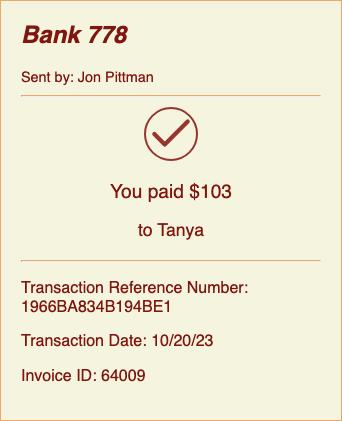 Bank 778
Sent by: Jon Pittman
You paid $103
to Tanya
Transaction Reference Number:
1966BA834B194BE1
Transaction Date: 10/20/23
Invoice ID: 64009